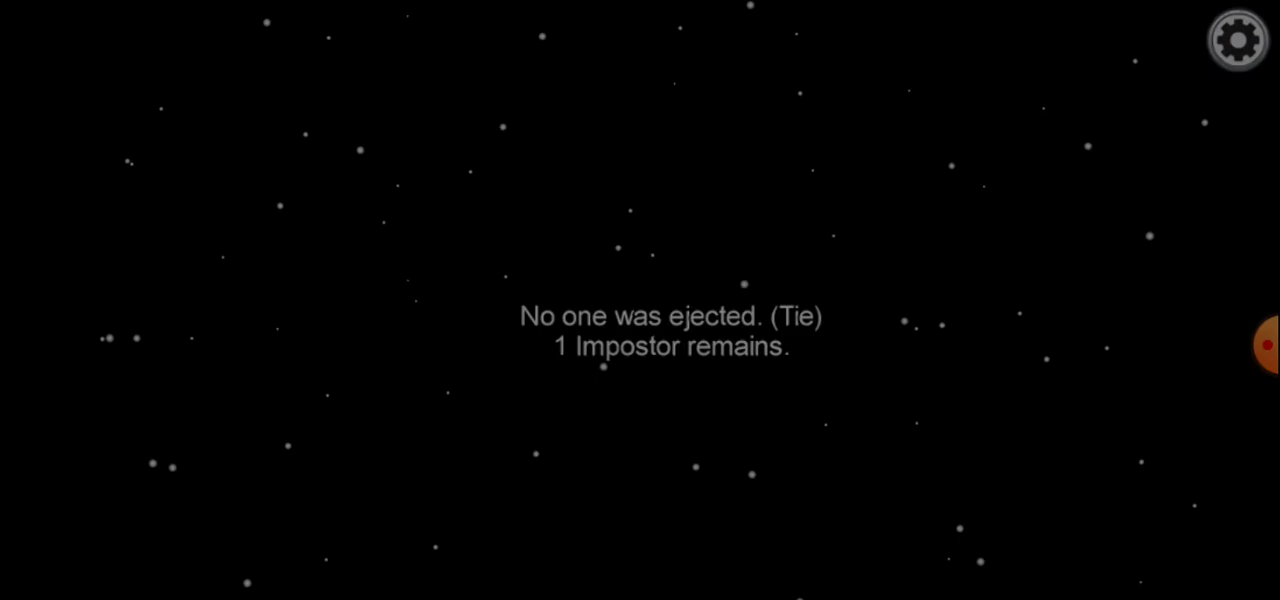 No one was ejected. (Tie)
1 Impostor remains.